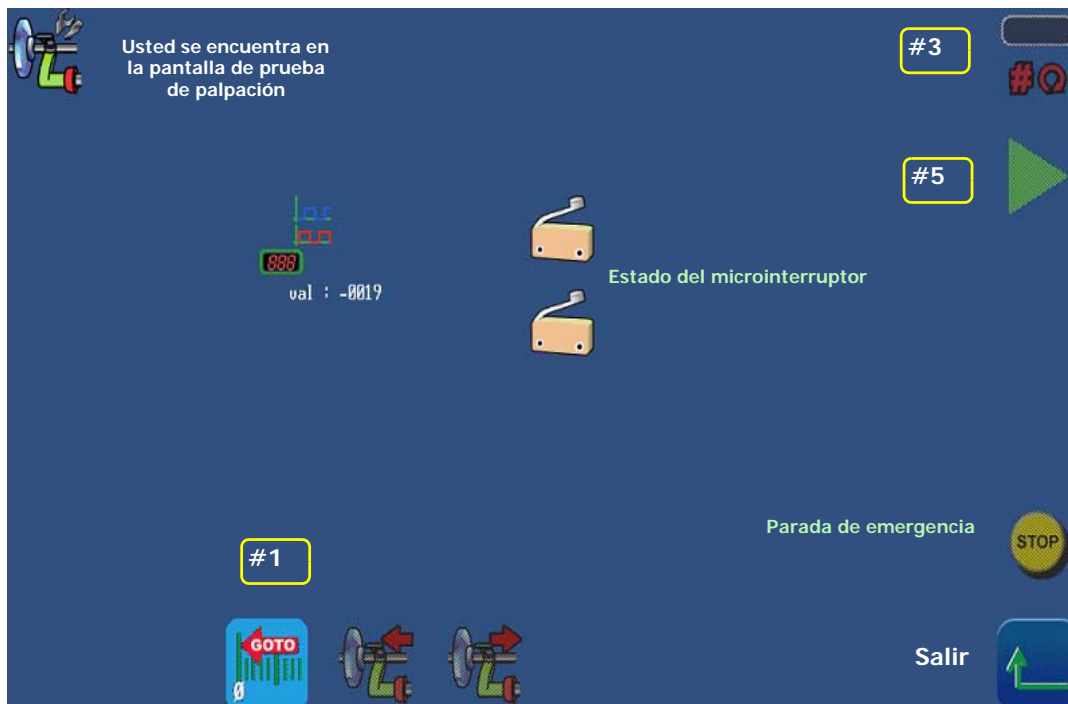 Usted se encuentra en
la pantalla de prueba
de palpación
#3
#
#5
888
val : -0019
Estado del microinterruptor
Parada de emergencia
STOP
#1
GOTO
0
Salir